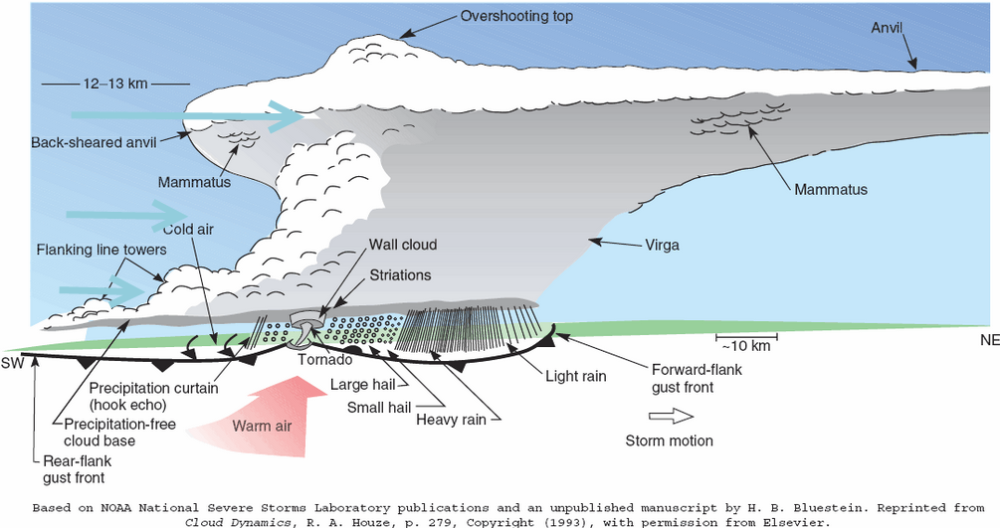 Overshooting top
Anvil
12–13 km
Back-sheared anvil
Mammatus
Mammatus
Cold air
Flanking line towers
Wall cloud
Virga
Striations
SW
Tornado
~10 km
NE
Precipitation curtain
(hook echo)
Large hail
Light rain
Forward-flank
gust front
Small hail
Heavy rain
Precipitation-free
cloud base
Warm air
Storm motion
Rear-flank
gust front
Based on NOAA National Severe Storms Laboratory publications and an unpublished manuscript by H. B. Bluestein. Reprinted from
Cloud Dynamics, R. A. Houze, p. 279, Copyright (1993), with permission from Elsevier.